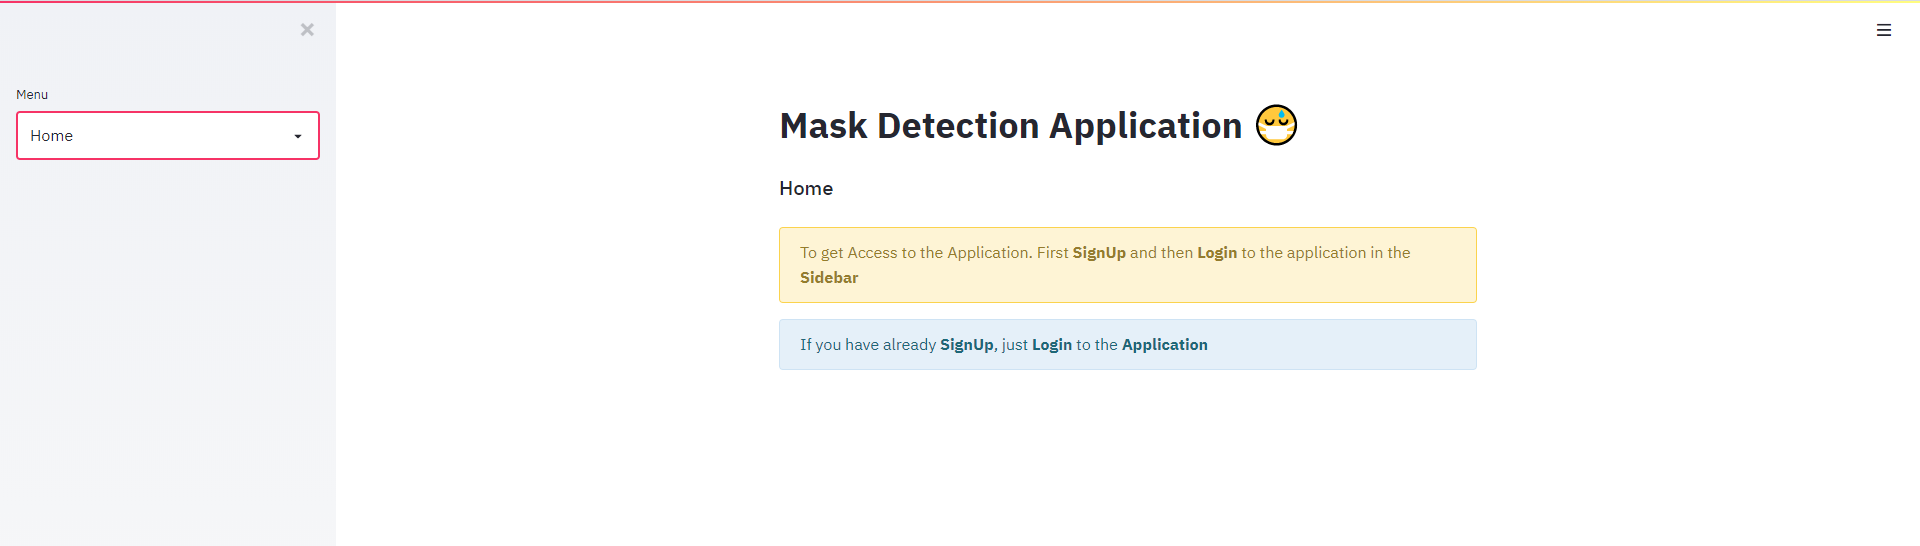 Menu
Home
Mask Detection Application
Home
To get Access to the Application. First SignUp and then Login to the application in the
Sidebar
If you have already SignUp, just Login to the Application